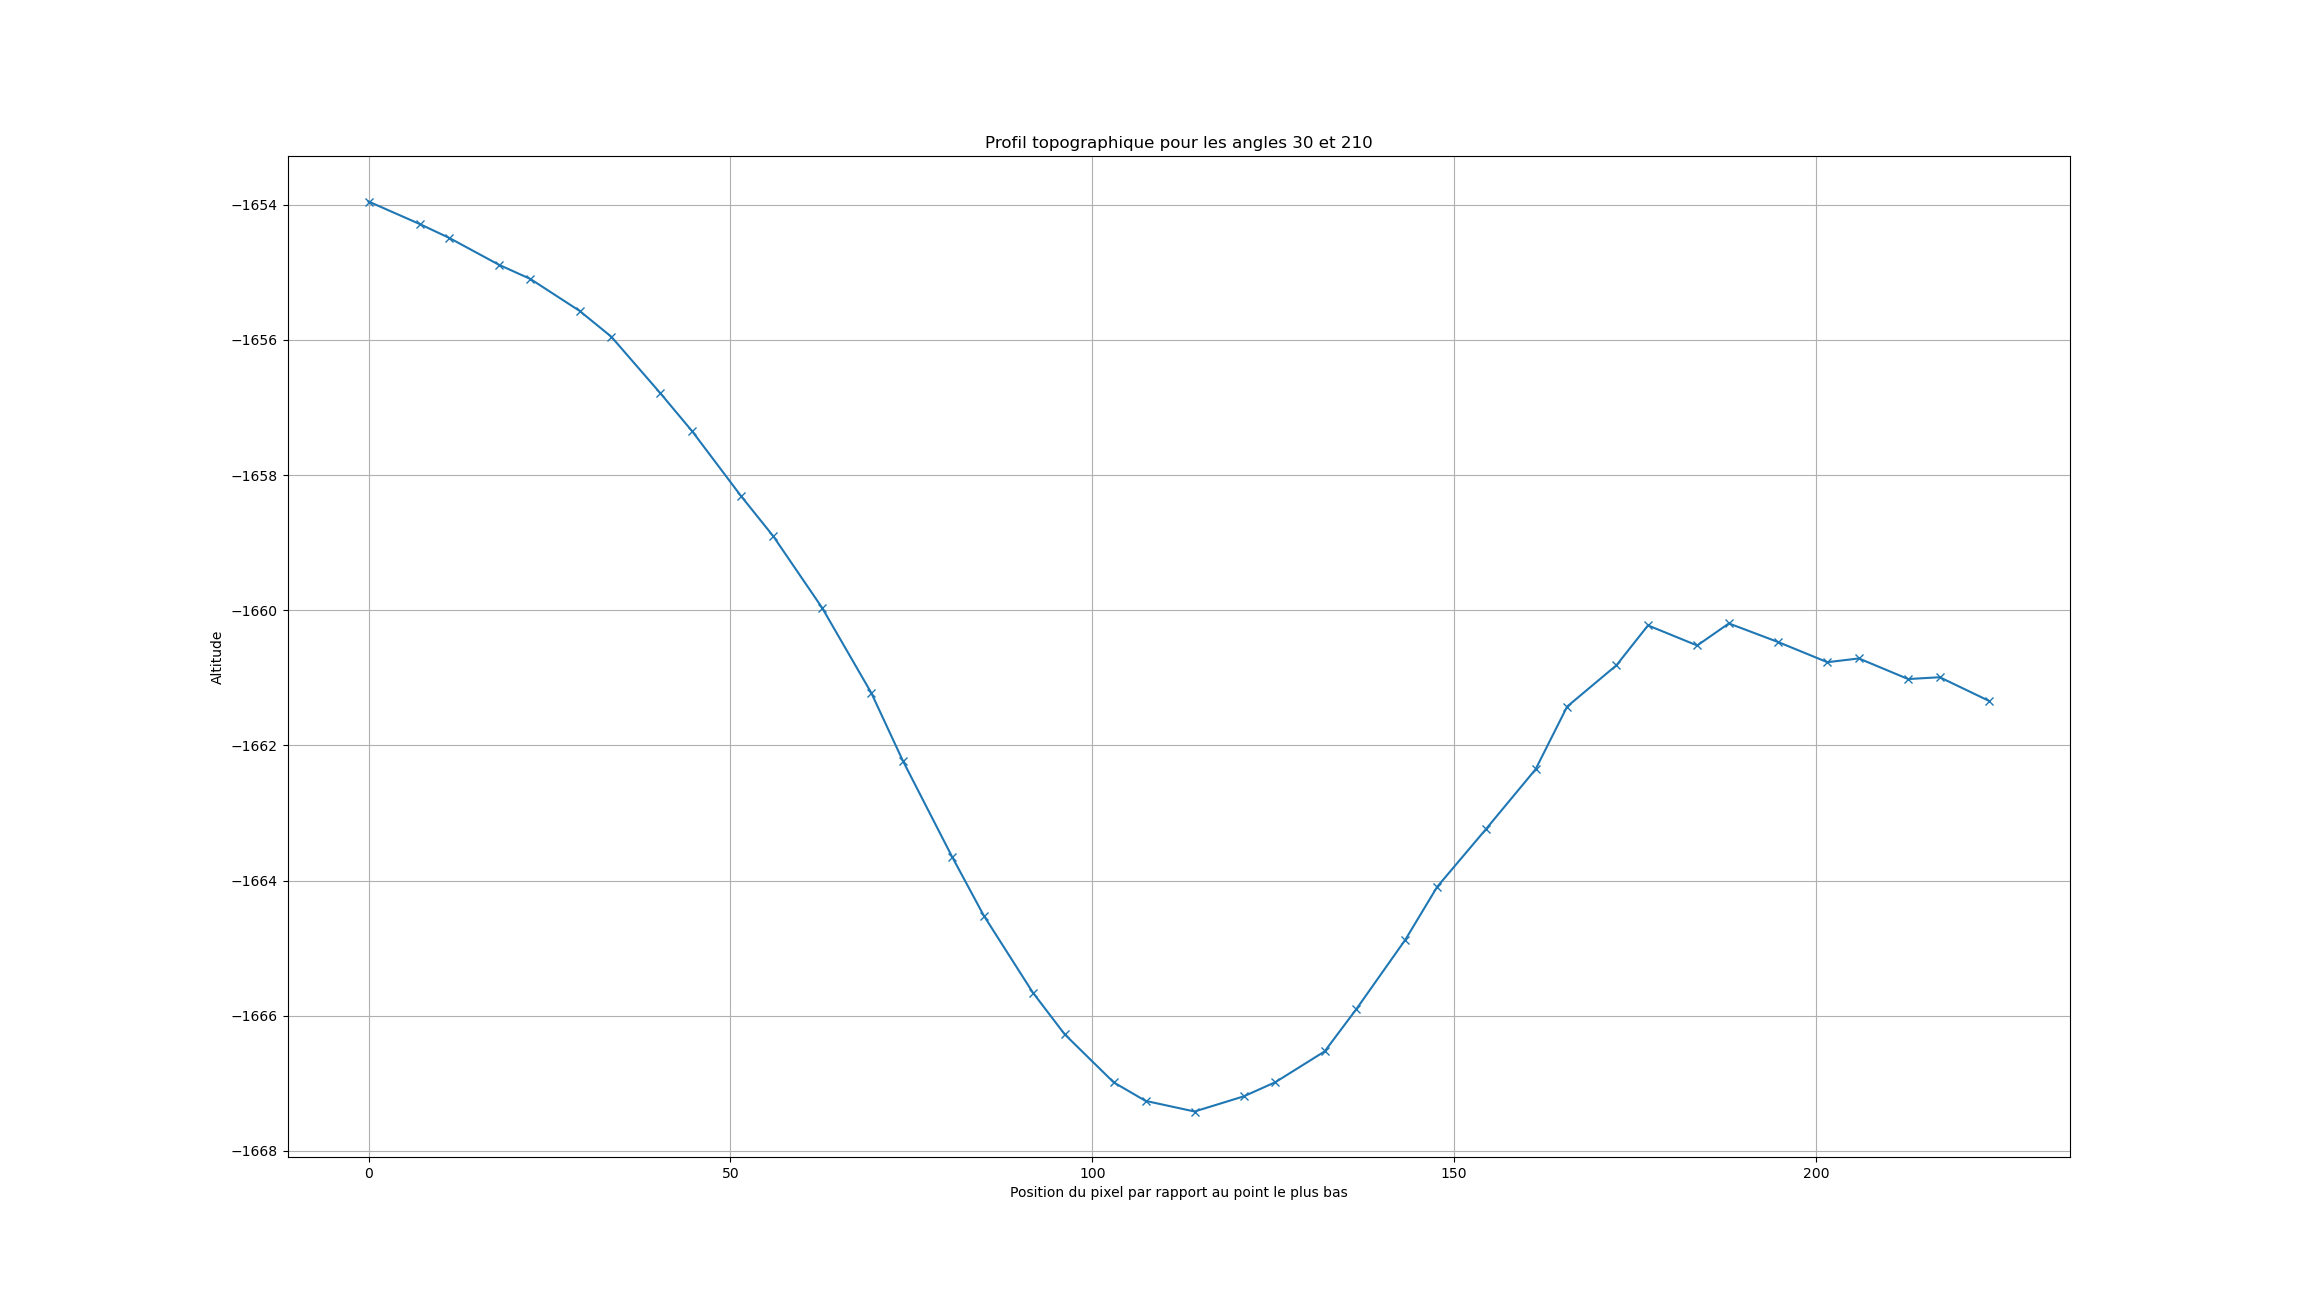 Profil topographique pour les angles 30 et 210
−1654
−1656
−1658
−1660
−1662
−1664
−1666
−1668
Altitude
0 50 100 150 200
Position du pixel par rapport au point le plus bas